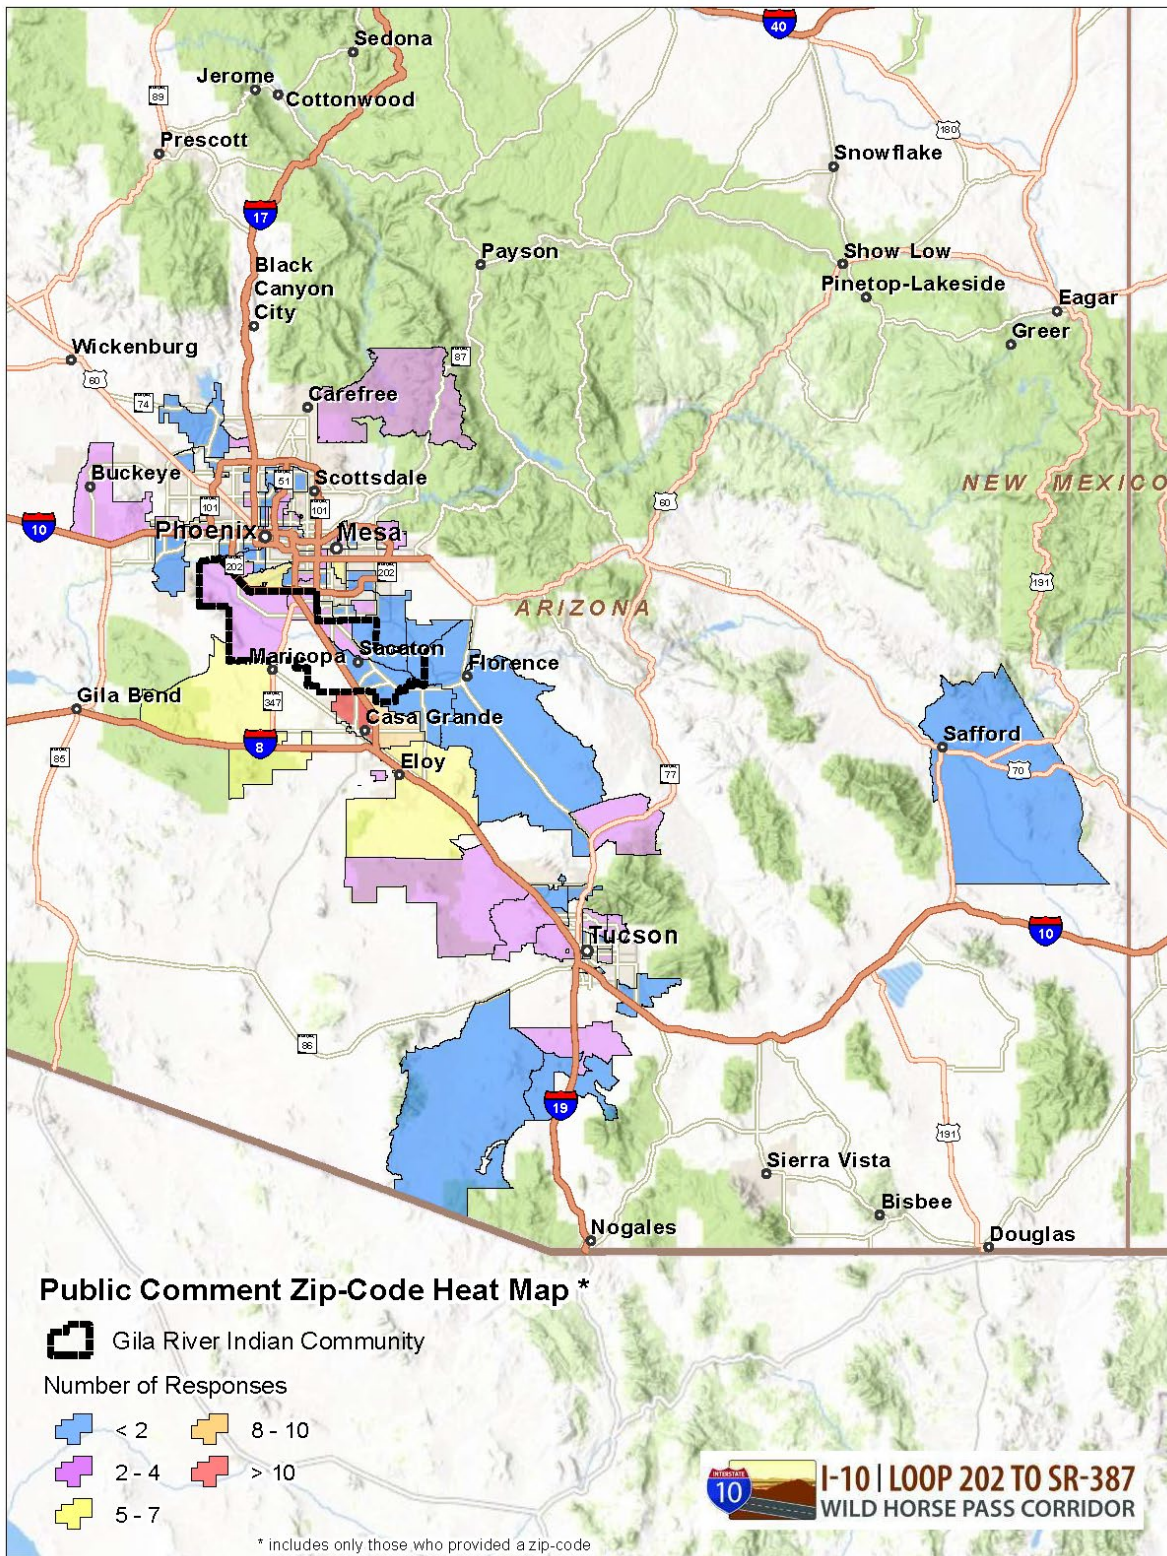 40
Sedona
Jerome
Cottonwood
89
Prescott
180
Snowflake
17
Payson
Show Low
Black
Canyon
City
Pinetop-Lakeside
Eagar
Greer
Wickenburg
87
60
Carefree
74
Buckeye
51
Scottsdale
NEW MEXICO
101
101
60
10
Phoenix
Mesa
202
202
191
ARIZONA
Sacaton
Maricopa
Florence
Gila Bend
347
Casa Grande
8
Safford
85
Eloy
77
70
Tucson
10
86
19
191
Sierra Vista
Bisbee
Nogales
Douglas
Public Comment Zip-Code Heat Map *
Gila River Indian Community
Number of Responses
< 2
8 - 10
2 - 4
> 10
5 - 7
* includes only those who provided a zip-code
INTERSTATE
10
I-10 | LOOP 202 TO SR-387
WILD HORSE PASS CORRIDOR